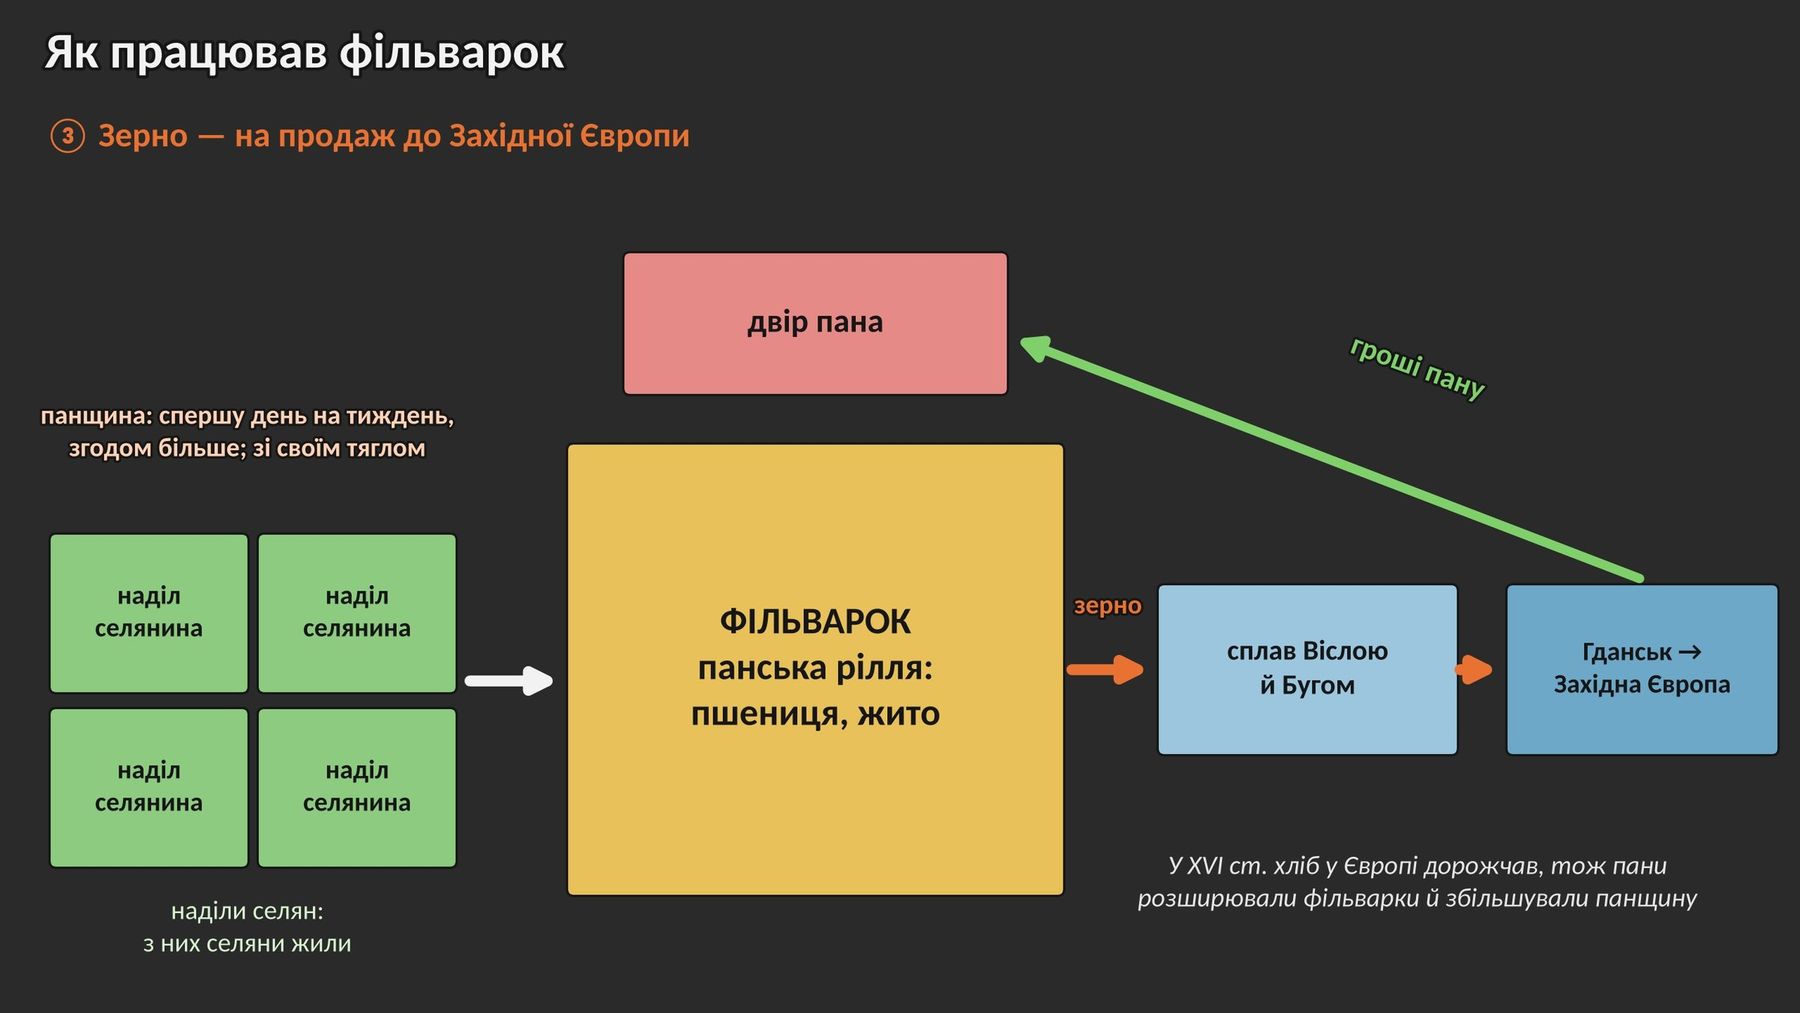 Як працював фільварок
③ Зерно — на продаж до Західної Європи
двір пана
гроші пану
панщина: спершу день на тиждень,
згодом більше; зі своїм тяглом
наділ
селянина
наділ
селянина
наділ
селянина
наділ
селянина
наділи селян:
з них селяни жили
ФІЛЬВАРОК
панська рілля:
пшениця, жито
зерно
сплав Віслою
й Бугом
Гданськ →
Західна Європа
У XVI ст. хліб у Європі дорожчав, тож пани
розширювали фільварки й збільшували панщину